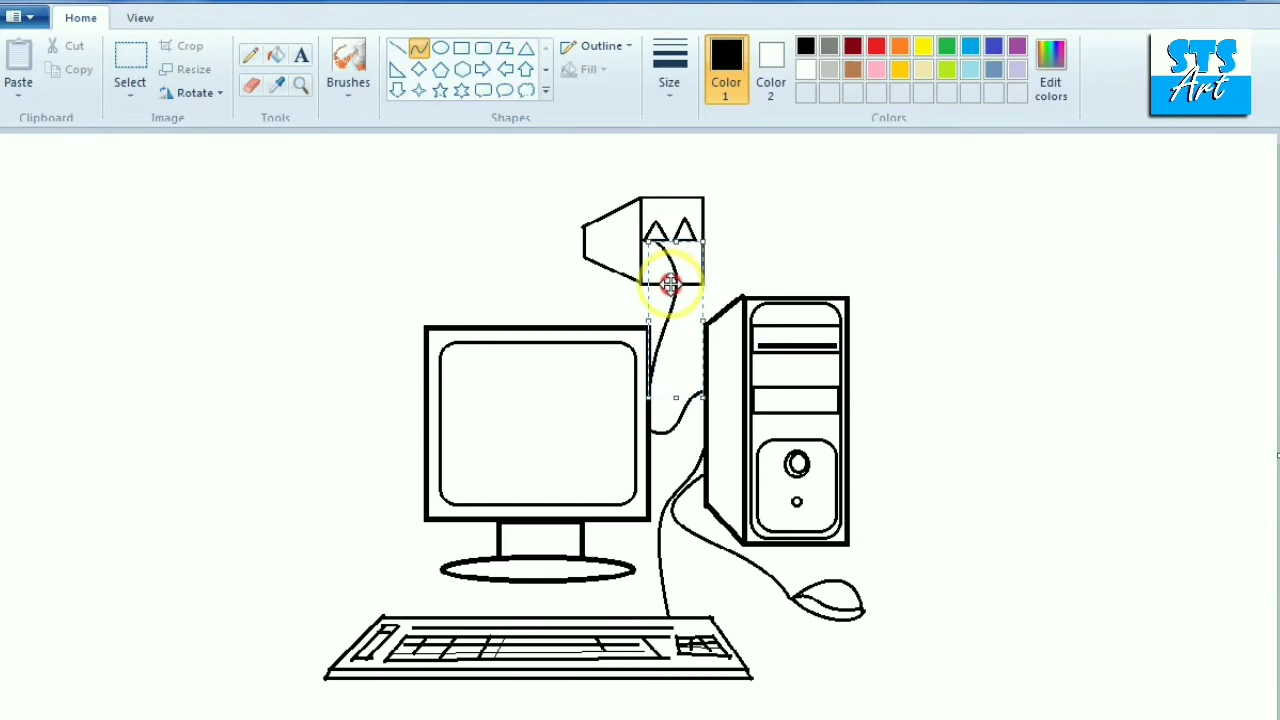 Home View
Cut
Copy
Paste
Clipboard
Crop
Resize
Rotate
Select
Image
A
Tools
Brushes
Outline
Fill
Shapes
Size
Color
1
Color
2
Edit
colors
Colors
STS
Art